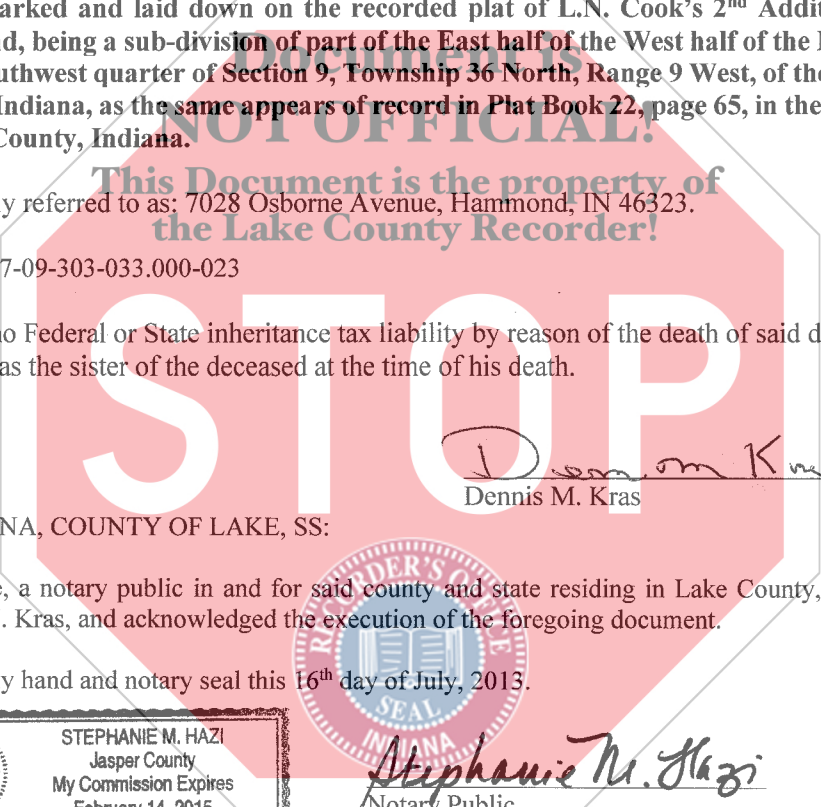 arked and laid down on the recorded plat of L.N. Cook's 2nd Addit
d, being a sub-division of part of the East half of the West half of the
uthwest quarter of Section 9, Township 36 North, Range 9 West, of the
Indiana, as the same appears of record in Plat Book 22, page 65, in the
County, Indiana.
Document is
NOT OFFICIAL!
This Document is the property of
the Lake County Recorder!
y referred to as: 7028 Osborne Avenue, Hammond, IN 46323.
7-09-303-033.000-023
STOP
no Federal or State inheritance tax liability by reason of the death of said d
as the sister of the deceased at the time of his death.
Dennis M. Kras
NA, COUNTY OF LAKE, SS:
, a notary public in and for said county and state residing in Lake County,
. Kras, and acknowledged the execution of the foregoing document.
y hand and notary seal this 16th day of July, 2013.
RECORDER'S OFFICE
SEAL
INDIANA
STEPHANIE M. HAZI
Jasper County
My Commission Expires
February 14, 2015
Stephanie M. Hazi
Notary Public